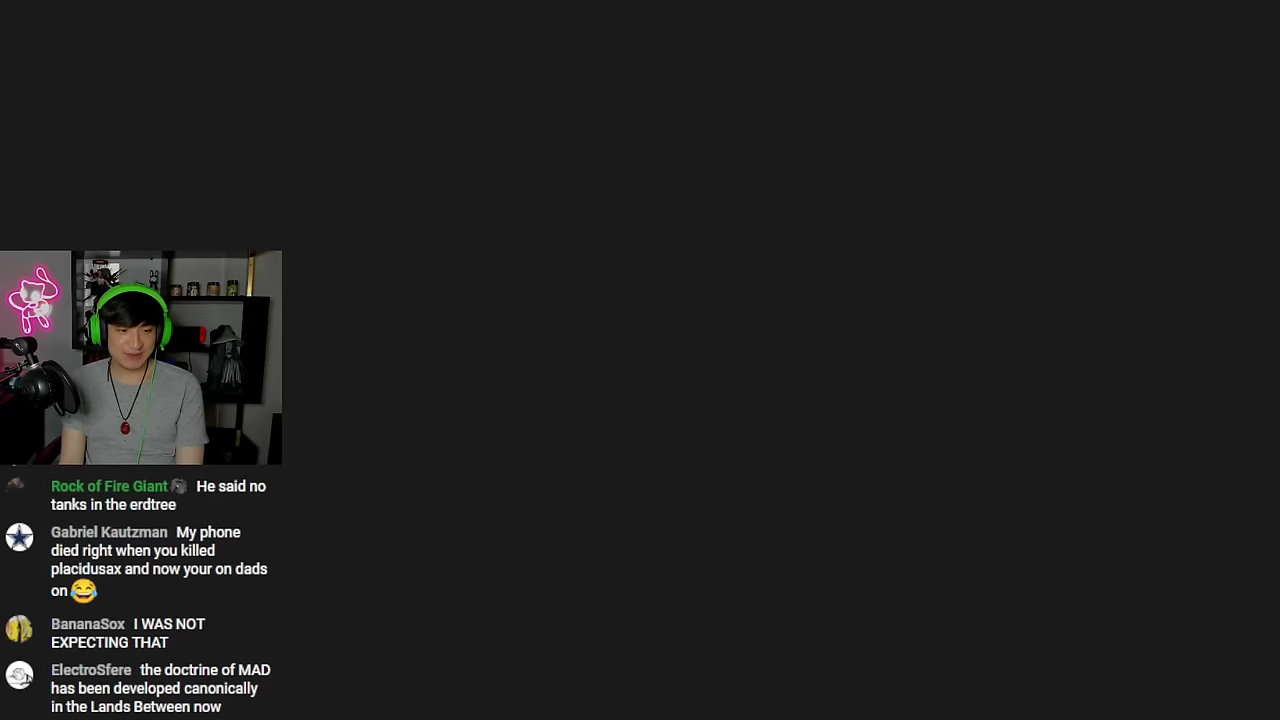 Rock of Fire Giant He said no
tanks in the erdtree
Gabriel Kautzman My phone
died right when you killed
placidusax and now your on dads
on😂
BananaSox I WAS NOT
EXPECTING THAT
ElectroSfere the doctrine of MAD
has been developed canonically
in the Lands Between now